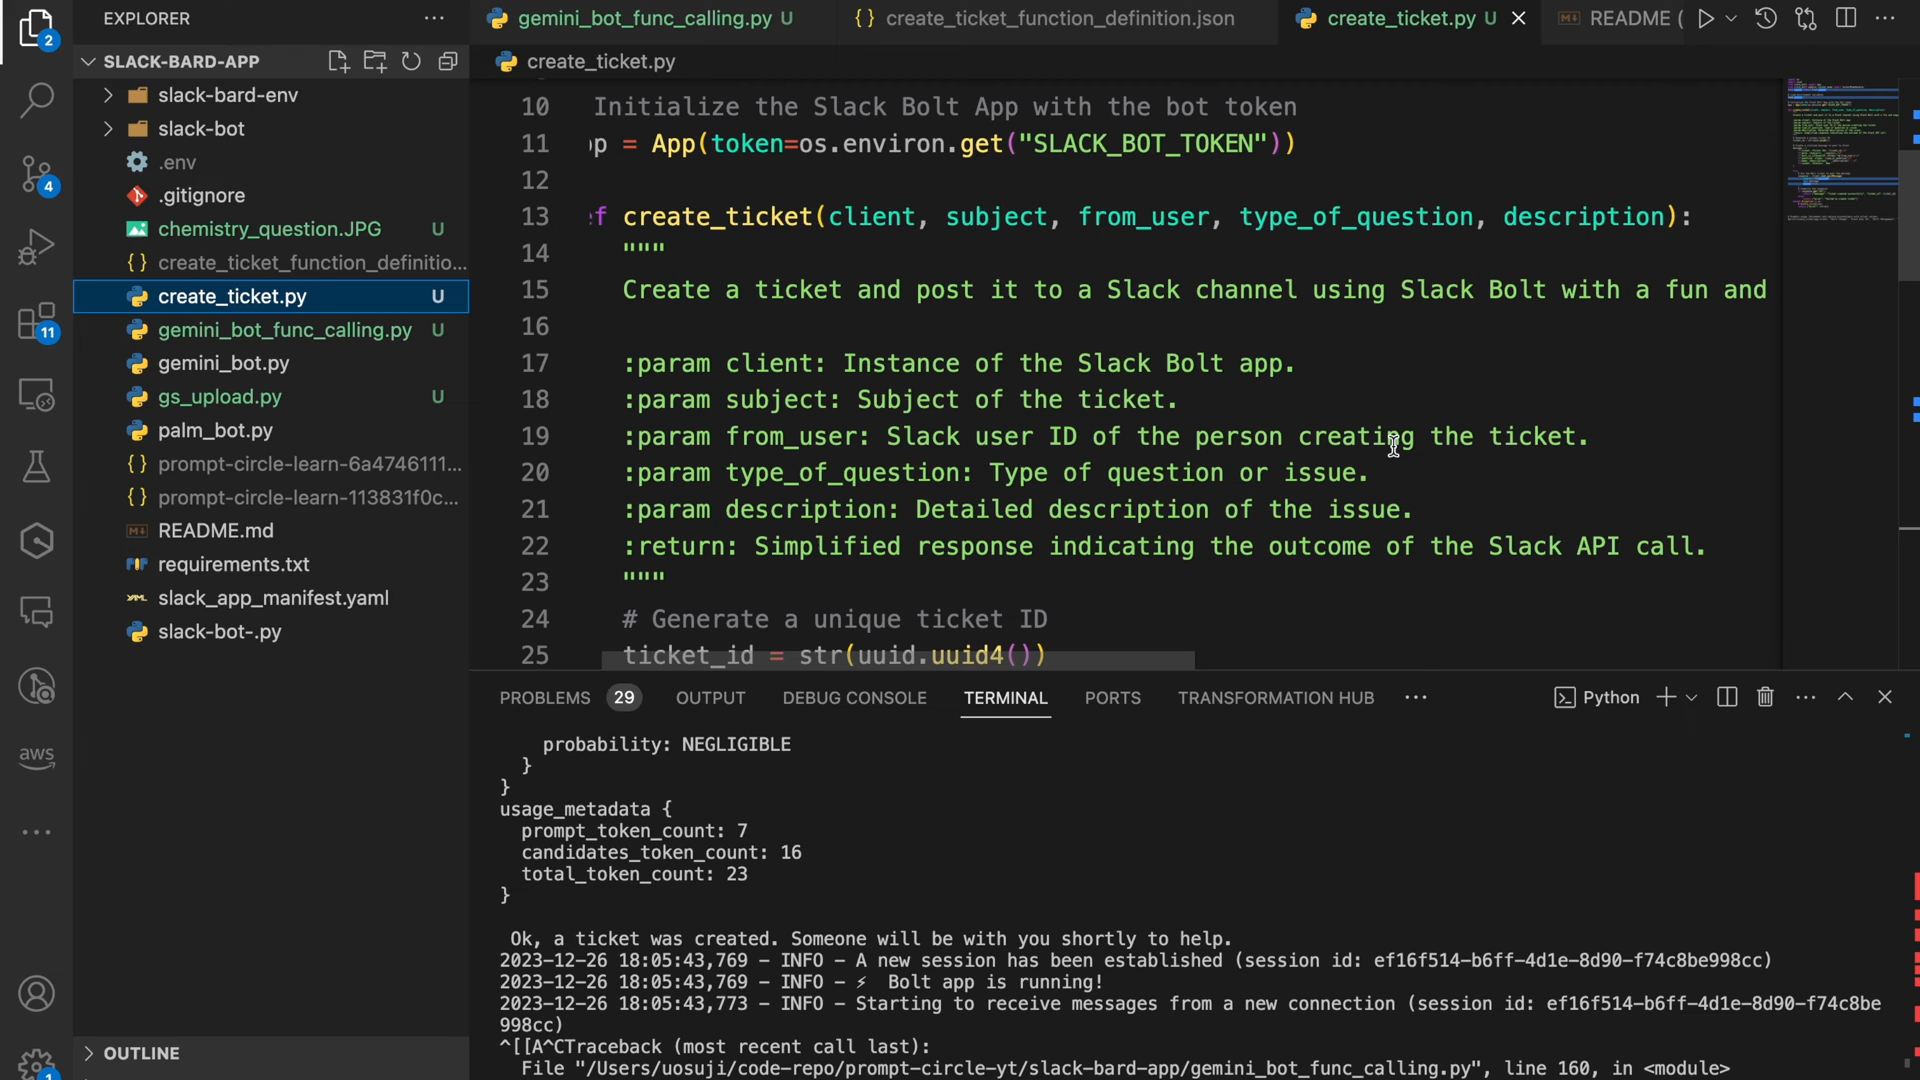 EXPLORER
gemini_bot_func_calling.py U
create_ticket_function_definition.json
create_ticket.py U
README (
2
SLACK-BARD-APP
create_ticket.py
slack-bard-env
slack-bot
.env
.gitignore
chemistry_question.JPG U
create_ticket_function_definitio...
create_ticket.py U
gemini_bot_func_calling.py U
gemini_bot.py
gs_upload.py U
palm_bot.py
prompt-circle-learn-6a4746111...
prompt-circle-learn-113831f0c...
README.md
requirements.txt
slack_app_manifest.yaml
slack-bot-.py
OUTLINE
4
11
aws
1
10 Initialize the Slack Bolt App with the bot token
11 p = App(token=os.environ.get("SLACK_BOT_TOKEN"))
12
13 f create_ticket(client, subject, from_user, type_of_question, description):
14 """
15 Create a ticket and post it to a Slack channel using Slack Bolt with a fun and
16
17 :param client: Instance of the Slack Bolt app.
18 :param subject: Subject of the ticket.
19 :param from_user: Slack user ID of the person creating the ticket.
20 :param type_of_question: Type of question or issue.
21 :param description: Detailed description of the issue.
22 :return: Simplified response indicating the outcome of the Slack API call.
23 """
24 # Generate a unique ticket ID
25 ticket_id = str(uuid.uuid4())
PROBLEMS 29 OUTPUT DEBUG CONSOLE TERMINAL PORTS TRANSFORMATION HUB
Python
probability: NEGLIGIBLE
}
}
usage_metadata {
prompt_token_count: 7
candidates_token_count: 16
total_token_count: 23
}
Ok, a ticket was created. Someone will be with you shortly to help.
2023-12-26 18:05:43,769 - INFO - A new session has been established (session id: ef16f514-b6ff-4d1e-8d90-f74c8be998cc)
2023-12-26 18:05:43,769 - INFO - ⚡ Bolt app is running!
2023-12-26 18:05:43,773 - INFO - Starting to receive messages from a new connection (session id: ef16f514-b6ff-4d1e-8d90-f74c8be
998cc)
^[[A^CTraceback (most recent call last):
File "/Users/uosuji/code-repo/prompt-circle-yt/slack-bard-app/gemini_bot_func_calling.py", line 160, in <module>